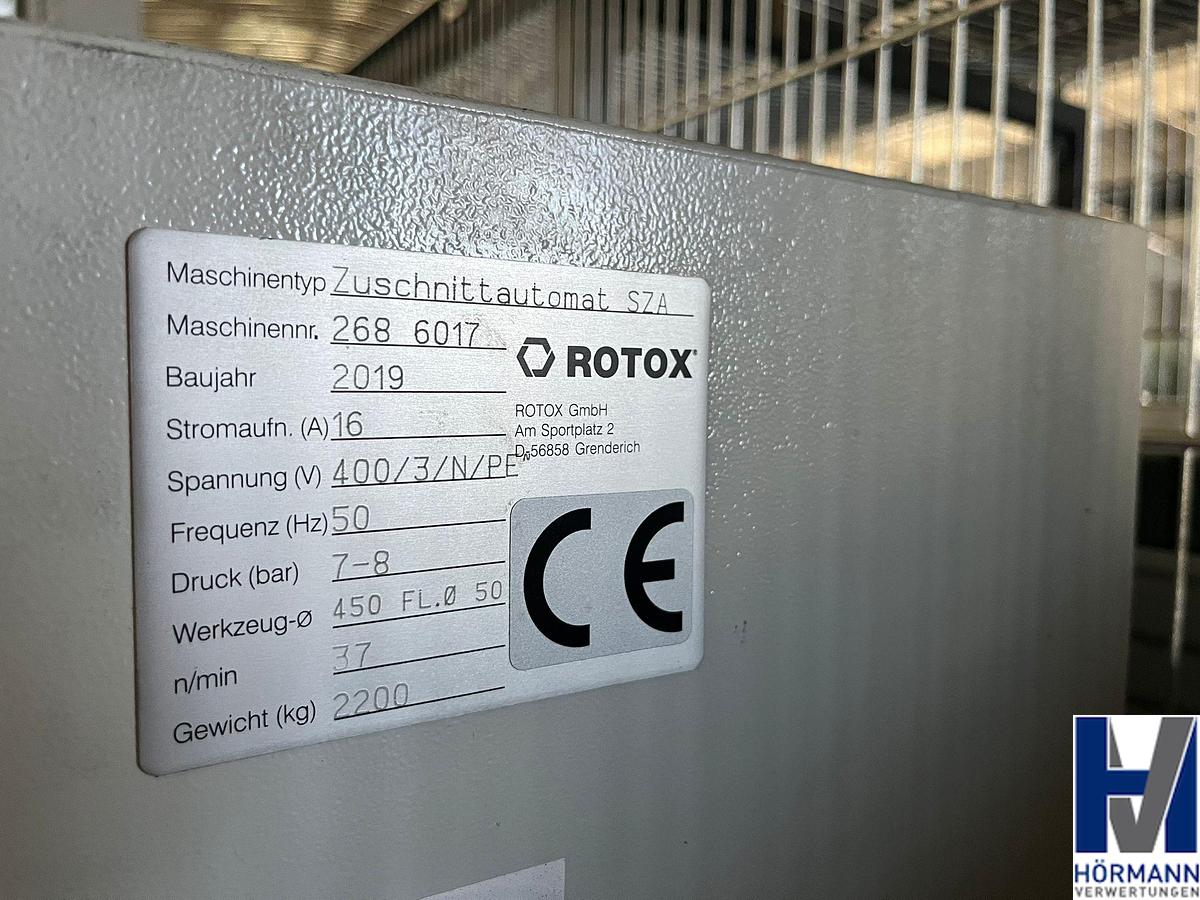 Maschinentyp Zuschnittautomat SZA
Maschinennr. 268 6017
Baujahr 2019
Stromaufn. (A) 16
Spannung (V) 400/3/N/PE~
Frequenz (Hz) 50
Druck (bar) 7-8
Werkzeug-Ø 450 FL.Ø 50
n/min 37
Gewicht (kg) 2200
ROTOX®
ROTOX GmbH
Am Sportplatz 2
D-56858 Grenderich
CE
HÖRMANN
VERWERTUNGEN